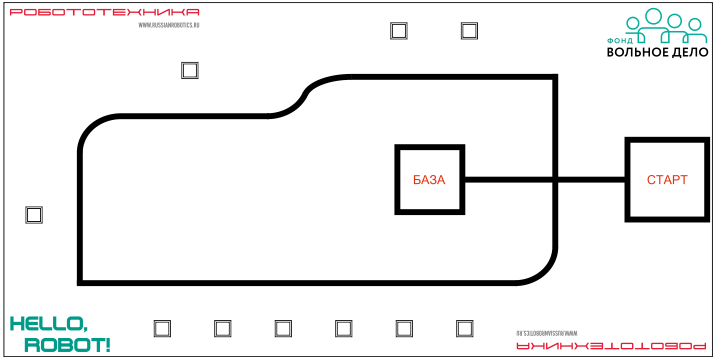 РОБОТОТЕХНИКА
WWW.RUSSIANROBOTICS.RU
ФОНД
ВОЛЬНОЕ ДЕЛО
БАЗА
СТАРТ
HELLO,
ROBOT!
WWW.RUSSIANROBOTICS.RU
РОБОТОТЕХНИКА